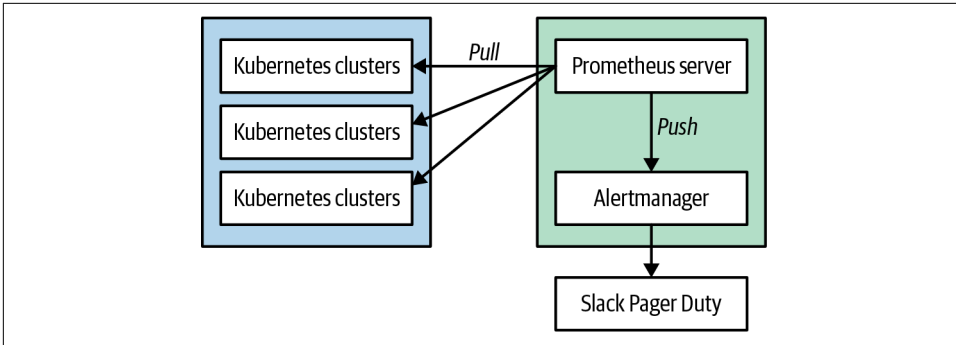 Kubernetes clusters
Pull
Prometheus server
Kubernetes clusters
Push
Kubernetes clusters
Alertmanager
Slack Pager Duty